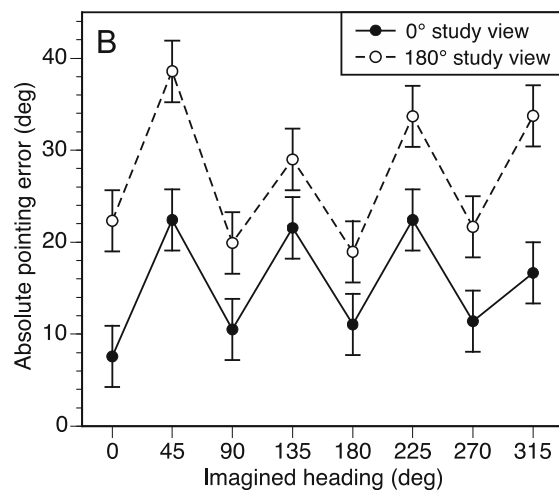 B
0° study view
180° study view
Absolute pointing error (deg)
40
30
20
10
0
0 45 90 135 180 225 270 315
Imagined heading (deg)